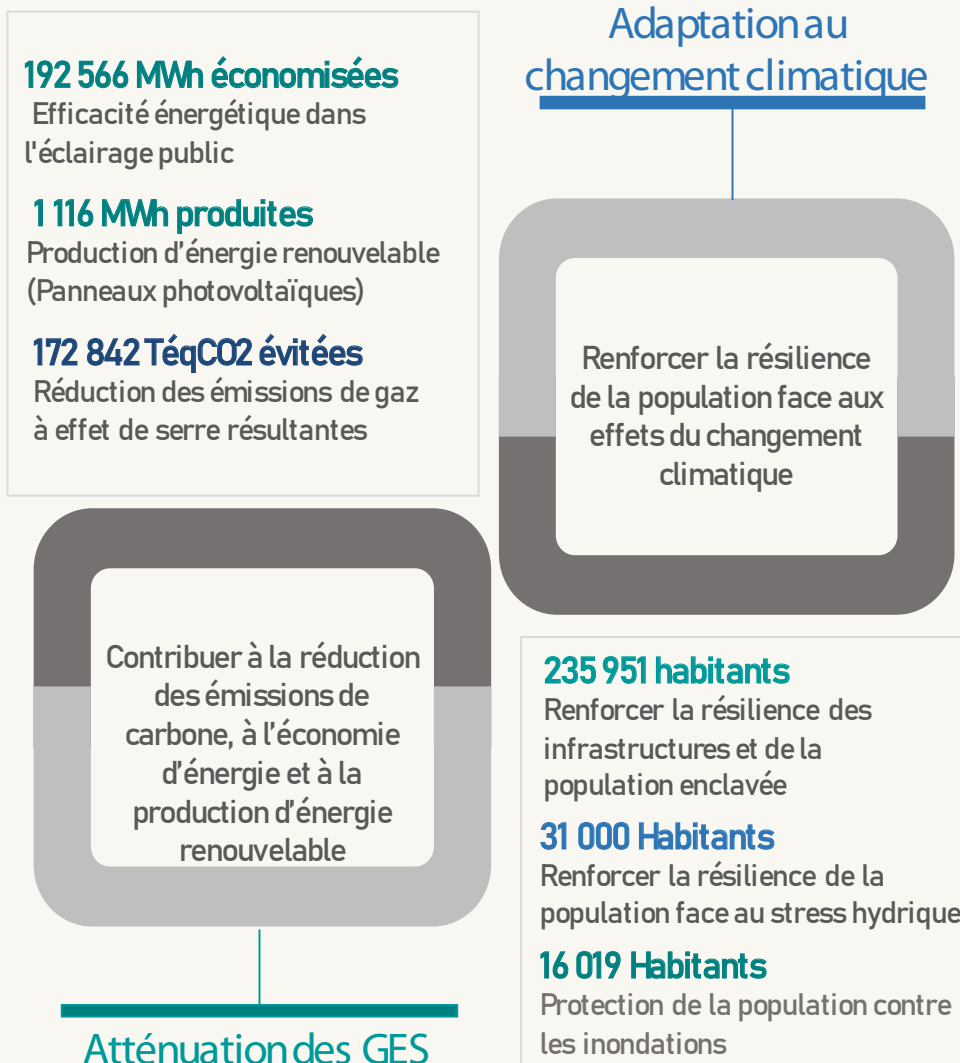 192 566 MWh économisées
Efficacité énergétique dans
l'éclairage public
1 116 MWh produites
Production d’énergie renouvelable
(Panneaux photovoltaïques)
172 842 TéqCO2 évitées
Réduction des émissions de gaz
à effet de serre résultantes
Contribuer à la réduction
des émissions de
carbone, à l’économie
d’énergie et à la
production d’énergie
renouvelable
Atténuation des GES
Adaptation au
changement climatique
Renforcer la résilience
de la population face aux
effets du changement
climatique
235 951 habitants
Renforcer la résilience des
infrastructures et de la
population enclavée
31 000 Habitants
Renforcer la résilience de la
population face au stress hydrique
16 019 Habitants
Protection de la population contre
les inondations